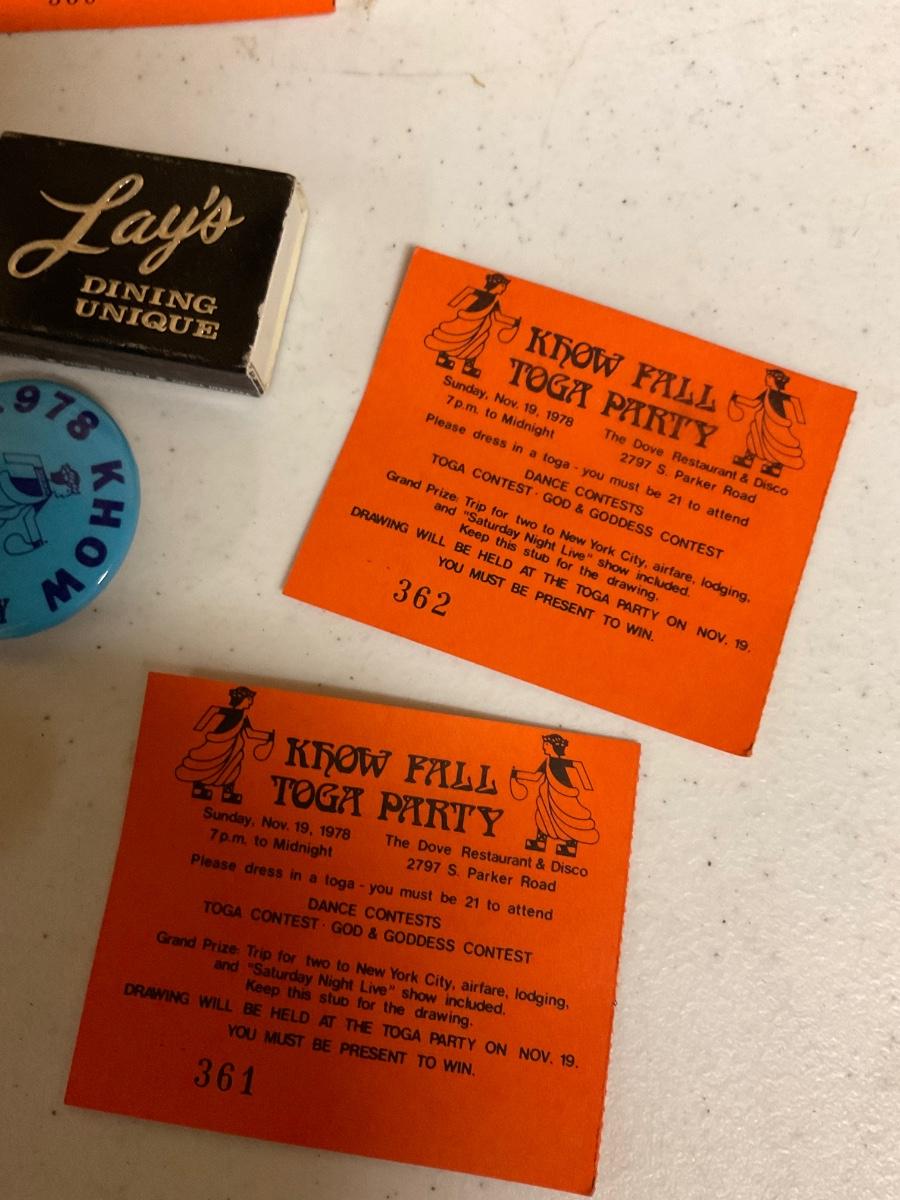 Lay's
DINING
UNIQUE
1978 KHOW
KHOW FALL
TOGA PARTY
Sunday, Nov. 19, 1978
7p.m. to Midnight
The Dove Restaurant & Disco
2797 S. Parker Road
Please dress in a toga - you must be 21 to attend
DANCE CONTESTS
TOGA CONTEST · GOD & GODDESS CONTEST
Grand Prize: Trip for two to New York City, airfare, lodging,
and "Saturday Night Live" show included.
Keep this stub for the drawing.
DRAWING WILL BE HELD AT THE TOGA PARTY ON NOV. 19.
YOU MUST BE PRESENT TO WIN.
362
KHOW FALL
TOGA PARTY
Sunday, Nov. 19, 1978
7p.m. to Midnight
The Dove Restaurant & Disco
2797 S. Parker Road
Please dress in a toga - you must be 21 to attend
DANCE CONTESTS
TOGA CONTEST · GOD & GODDESS CONTEST
Grand Prize: Trip for two to New York City, airfare, lodging,
and "Saturday Night Live" show included.
Keep this stub for the drawing.
DRAWING WILL BE HELD AT THE TOGA PARTY ON NOV. 19.
YOU MUST BE PRESENT TO WIN.
361